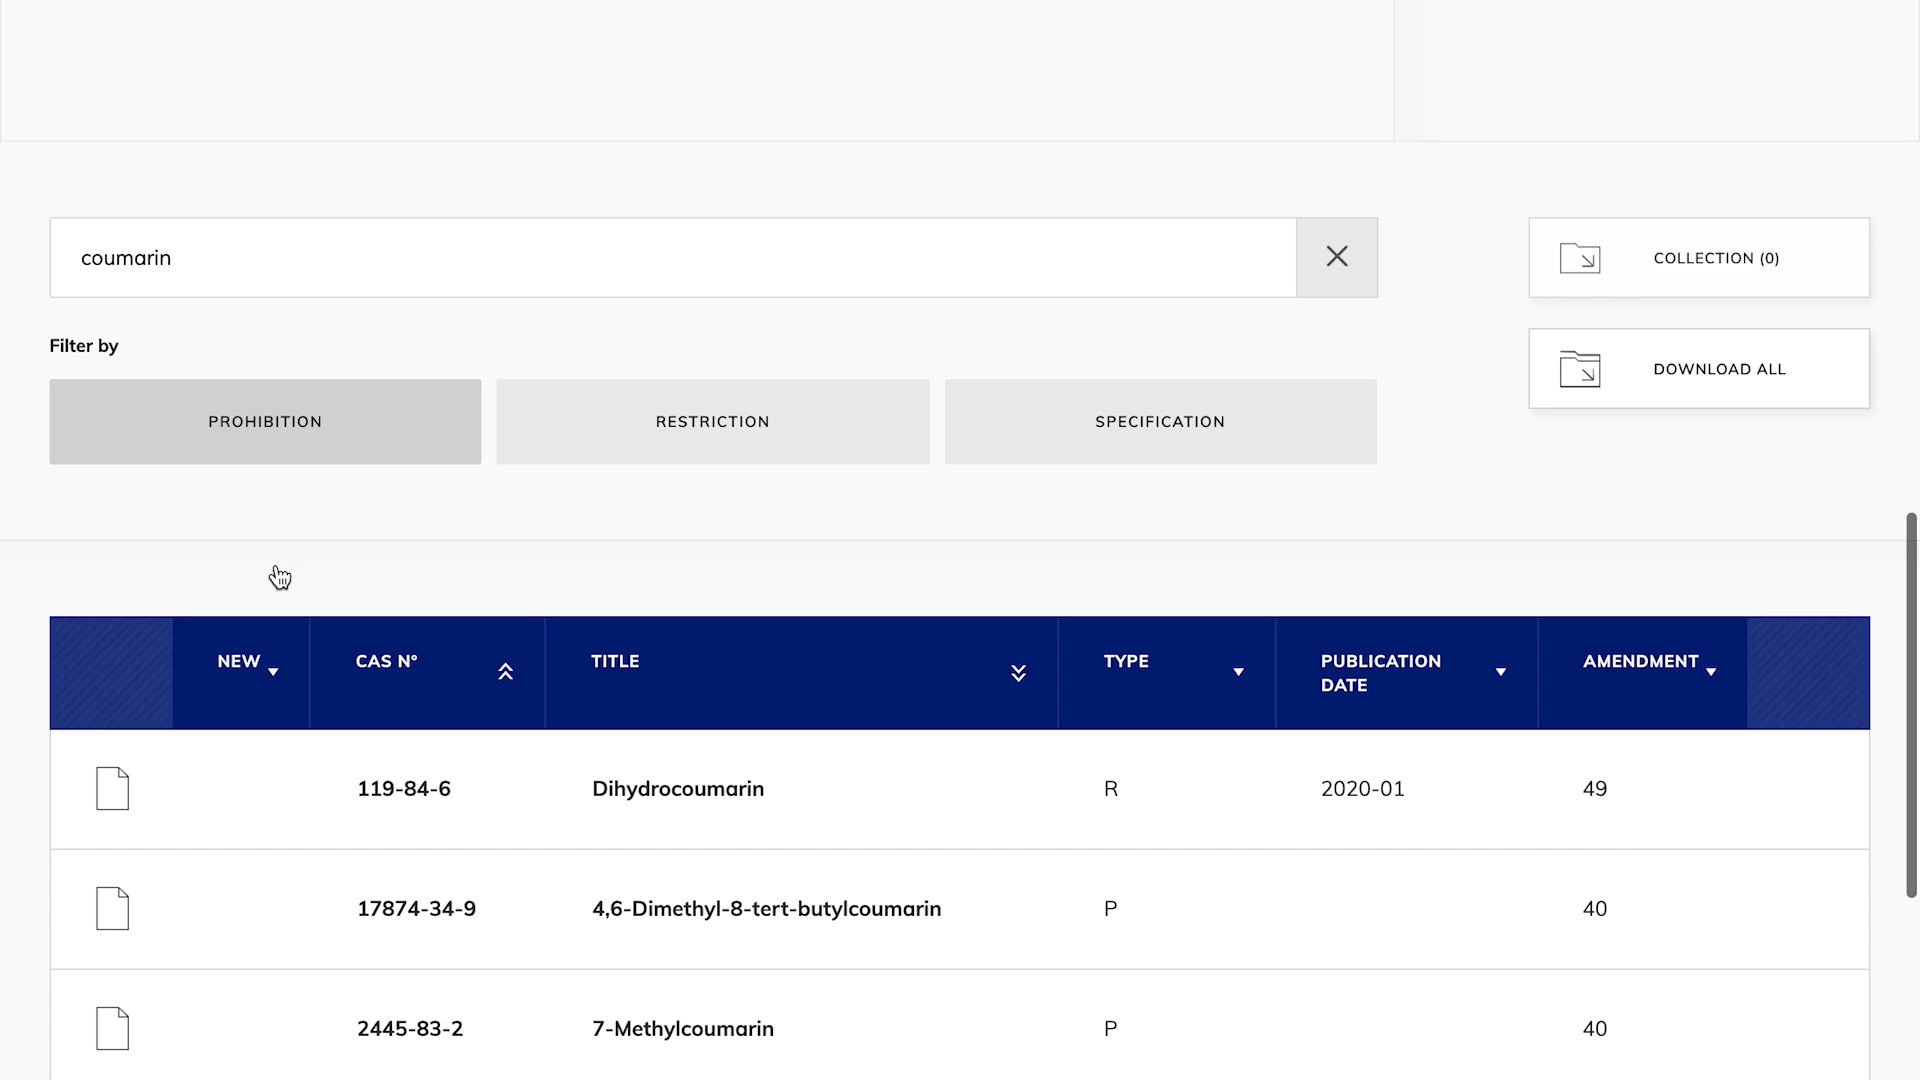 coumarin
COLLECTION (0)
Filter by
DOWNLOAD ALL
PROHIBITION
RESTRICTION
SPECIFICATION
NEW CAS N° TITLE TYPE PUBLICATION DATE AMENDMENT
119-84-6 Dihydrocoumarin R 2020-01 49
17874-34-9 4,6-Dimethyl-8-tert-butylcoumarin P 40
2445-83-2 7-Methylcoumarin P 40